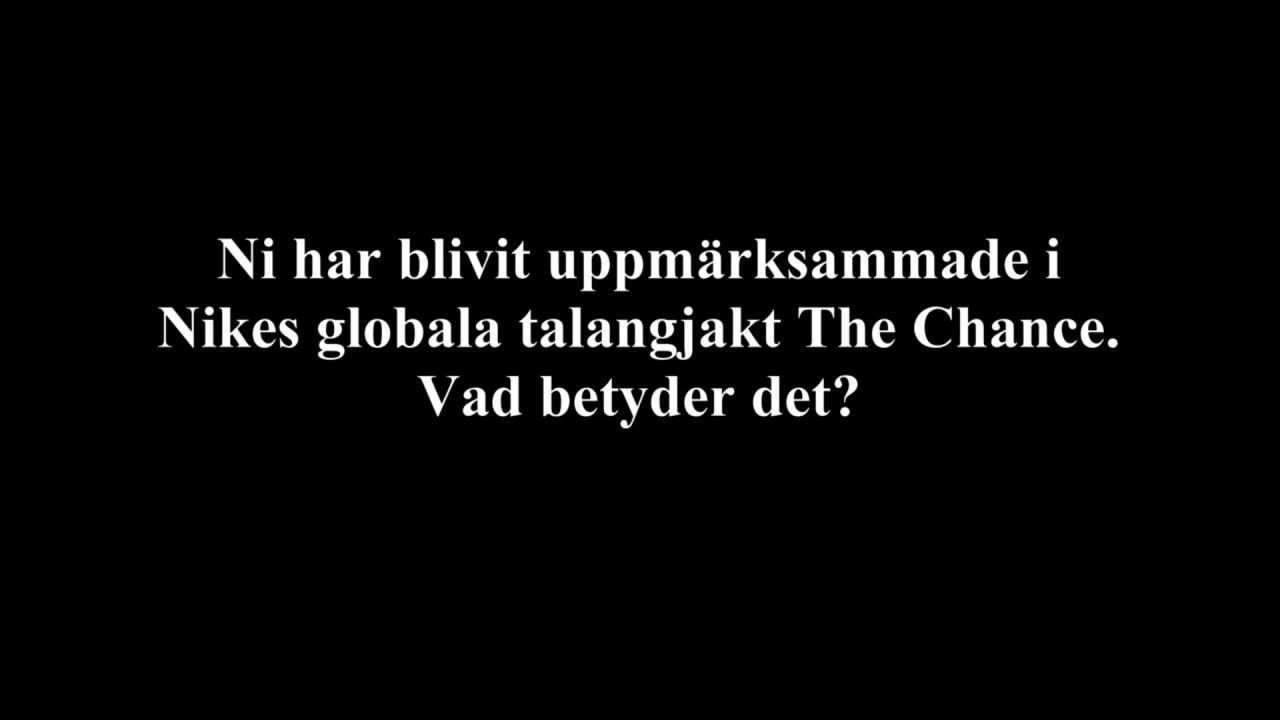 Ni har blivit uppmärksammade i
Nikes globala talangjakt The Chance.
Vad betyder det?